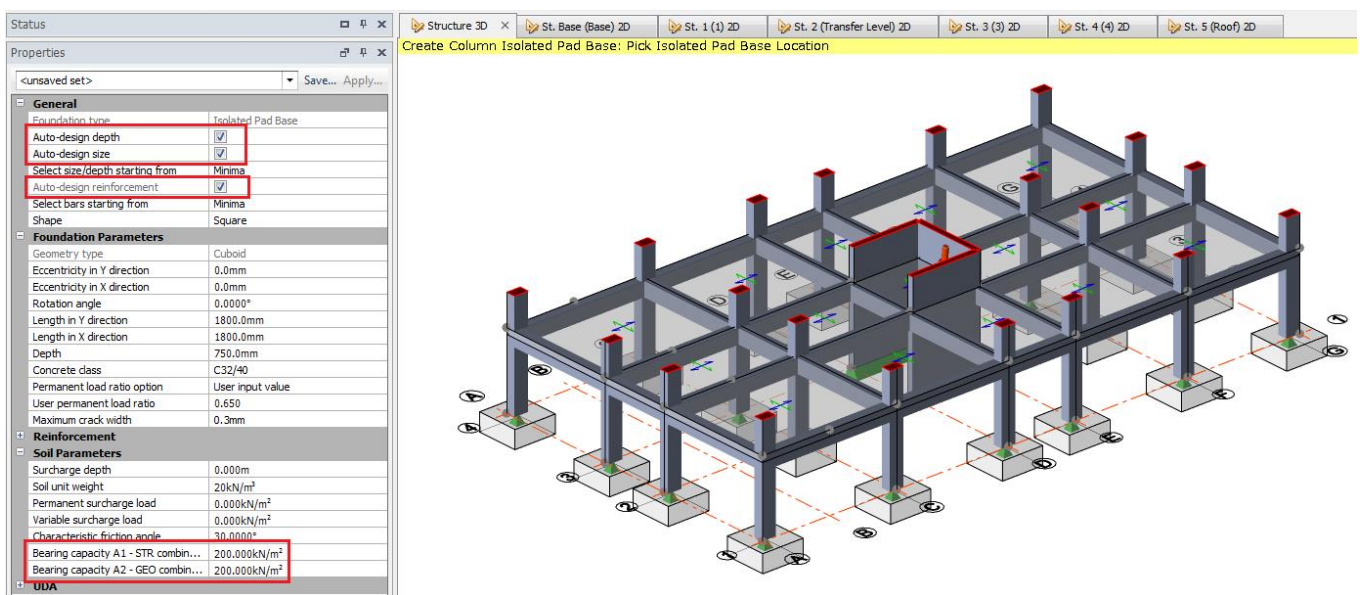 Status
Structure 3D
St. Base (Base) 2D
St. 1 (1) 2D
St. 2 (Transfer Level) 2D
St. 3 (3) 2D
St. 4 (4) 2D
St. 5 (Roof) 2D
Properties
Create Column Isolated Pad Base: Pick Isolated Pad Base Location
<unsaved set> Save... Apply...
General
Foundation type Isolated Pad Base
Auto-design depth
Auto-design size
Select size/depth starting from Minima
Auto-design reinforcement
Select bars starting from Minima
Shape Square
Foundation Parameters
Geometry type Cuboid
Eccentricity in Y direction 0.0mm
Eccentricity in X direction 0.0mm
Rotation angle 0.0000°
Length in Y direction 1800.0mm
Length in X direction 1800.0mm
Depth 750.0mm
Concrete class C32/40
Permanent load ratio option User input value
User permanent load ratio 0.650
Maximum crack width 0.3mm
Reinforcement
Soil Parameters
Surcharge depth 0.000m
Soil unit weight 20kN/m³
Permanent surcharge load 0.000kN/m²
Variable surcharge load 0.000kN/m²
Characteristic friction angle 30.0000°
Bearing capacity A1 - STR combin... 200.000kN/m²
Bearing capacity A2 - GEO combin... 200.000kN/m²
UDA
G
3
E
D
1
G
B
A
4
F
E
D
3
2
C
B
1
A